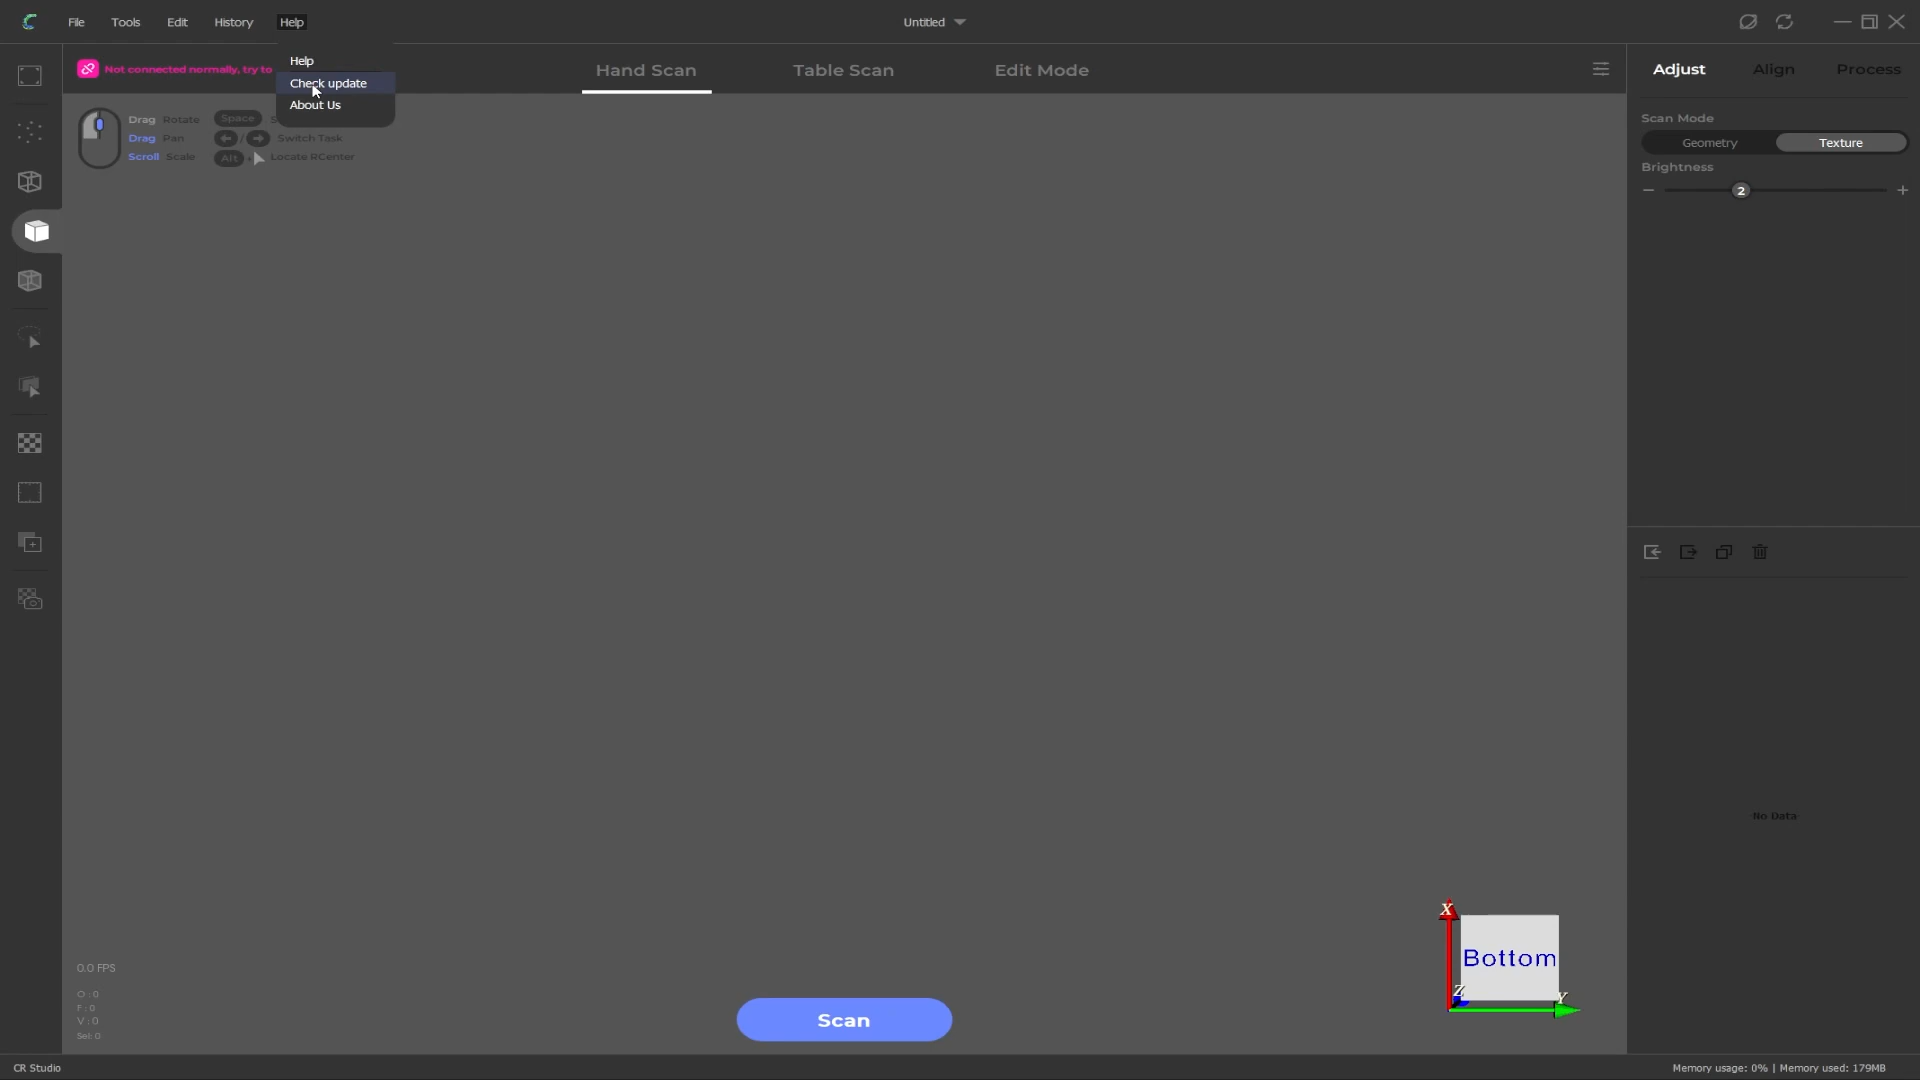 File Tools Edit History Help
Untitled
Not connected normally, try to
Help
Check update
About Us
Hand Scan Table Scan Edit Mode
Adjust Align Process
Drag Rotate Space S
Drag Pan / Switch Task
Scroll Scale Alt + Locate RCenter
Scan Mode
Geometry Texture
Brightness
− 2 +
No Data
X
Bottom
Z Y
0.0 FPS
O : 0
F : 0
V : 0
Sel: 0
Scan
CR Studio
Memory usage: 0% | Memory used: 179MB